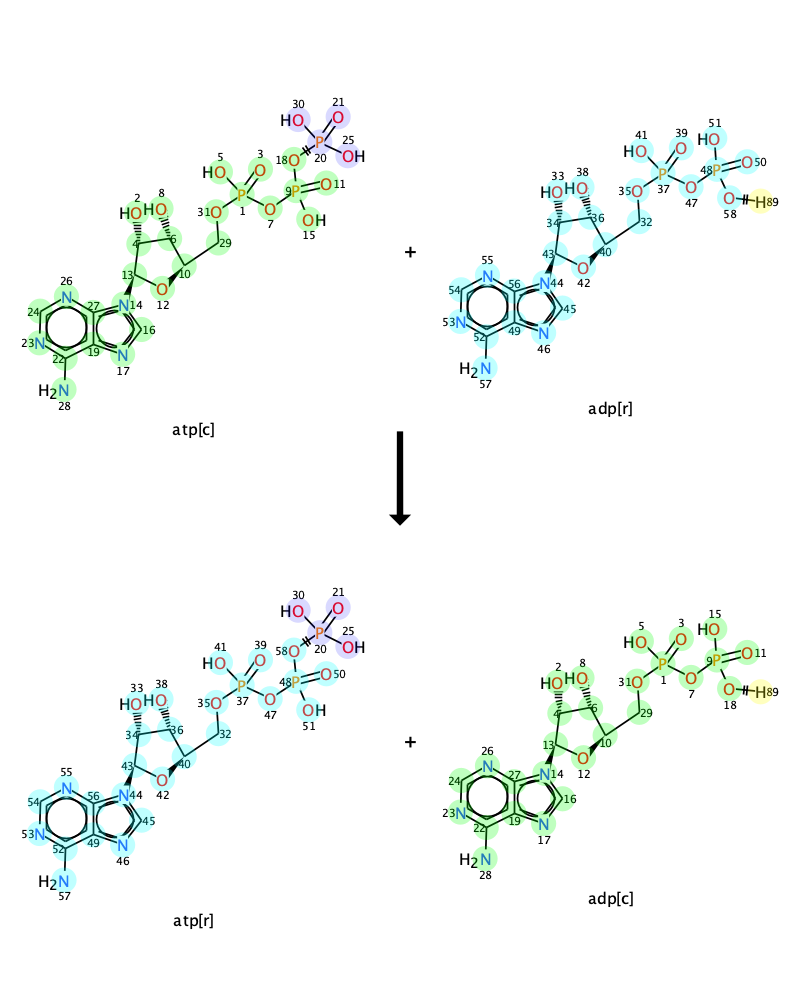 30 21
HO O
5 3 18 P 25
HO O O 20 OH
2 8 9 P O 11
HO HO P
31 O 1 O OH
4 6 7 15
29
13 10
26 O
N 27 N 14 12
24
16
23 N 19 N
22 17
H2N
28
atp[c]
+
51
41 39 HO
33 38 HO O 48 P O 50
HO HO 35 O P O O H 89
34 36 37 47 58
32
43 40
55 O
N 56 N 44 42
54
45
53 N 49 N
52 46
H2N
57
adp[r]
30 21
HO O
41 39 58 P 25
HO O O 20 OH
33 38 48 P O 50
HO HO P
35 O 37 O OH
34 36 47 51
32
43 40
55 O
N 56 N 44 42
54
45
53 N 49 N
52 46
H2N
57
atp[r]
+
15
5 3 HO
2 8 HO O 9 P O 11
HO HO 31 O P O O H 89
4 6 1 7 18
29
13 10
26 O
N 27 N 14 12
24
16
23 N 19 N
22 17
H2N
28
adp[c]